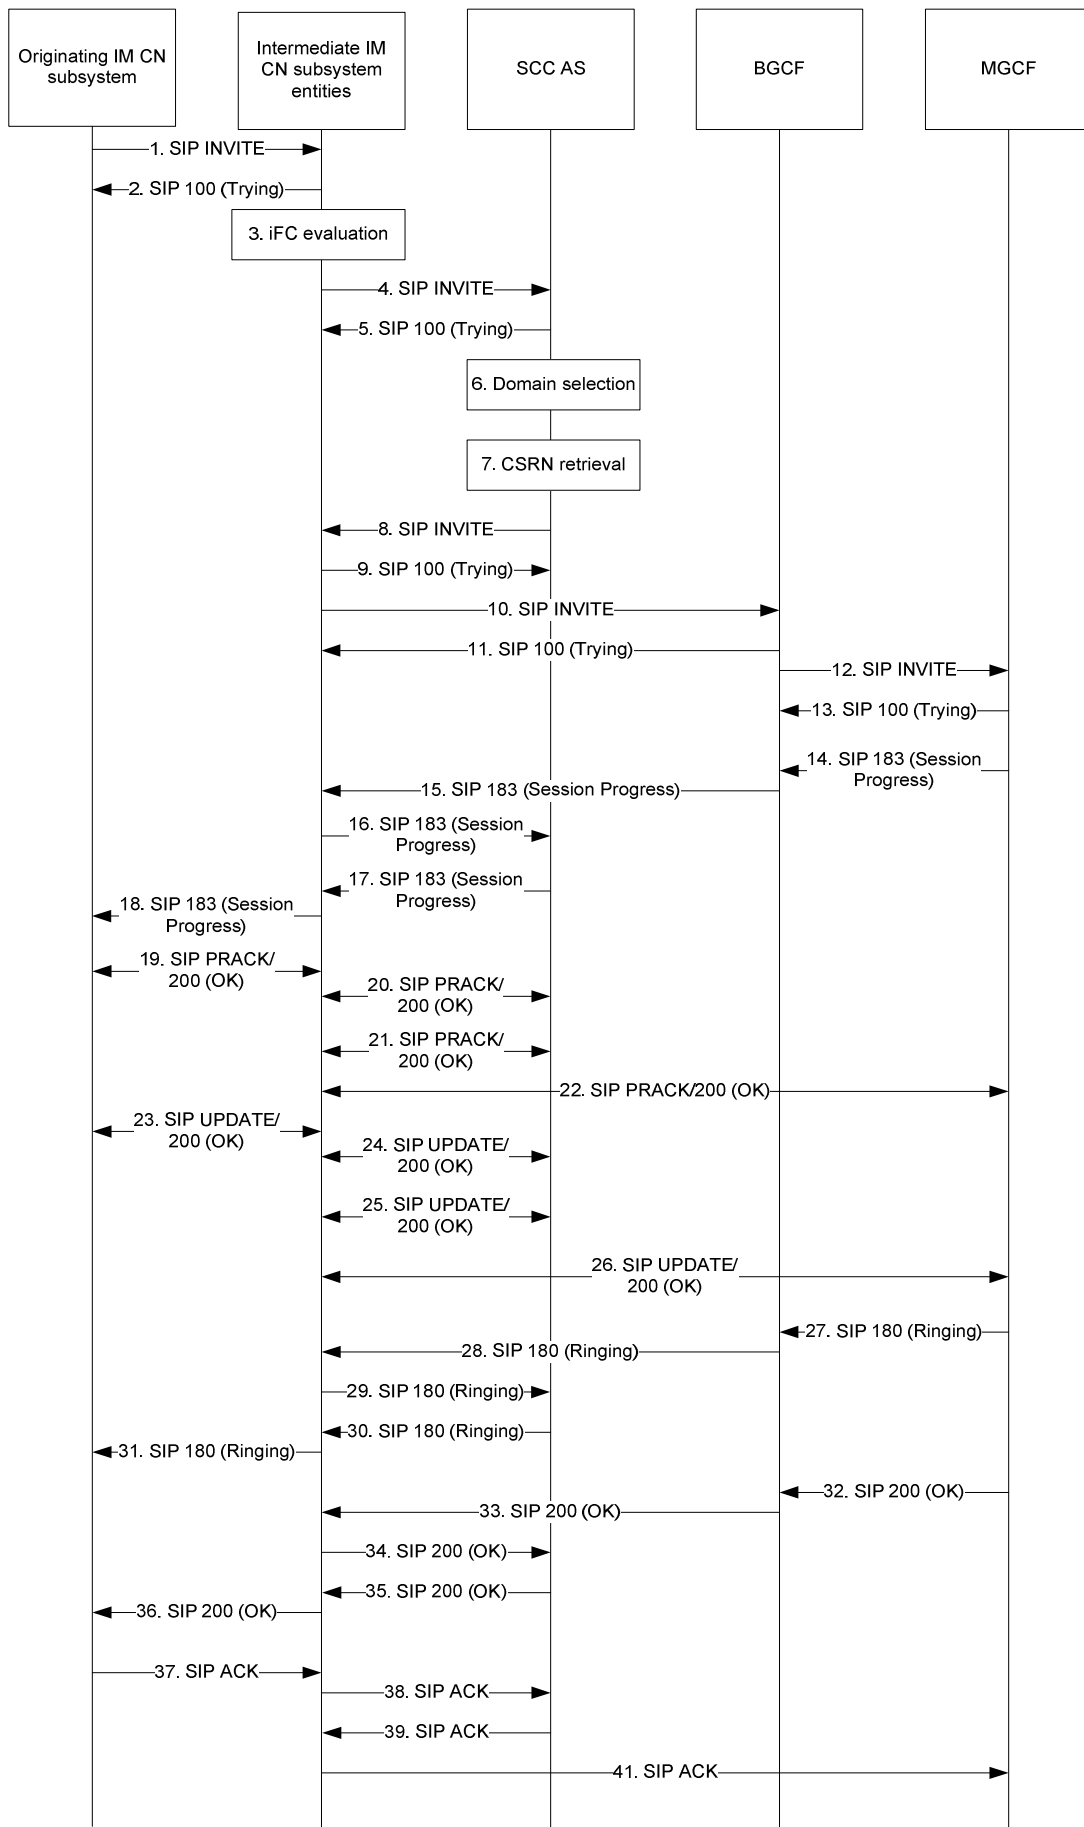 Originating IM CN
subsystem
Intermediate IM
CN subsystem
entities
SCC AS
BGCF
MGCF
1. SIP INVITE
2. SIP 100 (Trying)
3. iFC evaluation
4. SIP INVITE
5. SIP 100 (Trying)
6. Domain selection
7. CSRN retrieval
8. SIP INVITE
9. SIP 100 (Trying)
10. SIP INVITE
11. SIP 100 (Trying)
12. SIP INVITE
13. SIP 100 (Trying)
14. SIP 183 (Session
Progress)
15. SIP 183 (Session Progress)
16. SIP 183 (Session
Progress)
17. SIP 183 (Session
Progress)
18. SIP 183 (Session
Progress)
19. SIP PRACK/
200 (OK)
20. SIP PRACK/
200 (OK)
21. SIP PRACK/
200 (OK)
22. SIP PRACK/200 (OK)
23. SIP UPDATE/
200 (OK)
24. SIP UPDATE/
200 (OK)
25. SIP UPDATE/
200 (OK)
26. SIP UPDATE/
200 (OK)
27. SIP 180 (Ringing)
28. SIP 180 (Ringing)
29. SIP 180 (Ringing)
30. SIP 180 (Ringing)
31. SIP 180 (Ringing)
32. SIP 200 (OK)
33. SIP 200 (OK)
34. SIP 200 (OK)
35. SIP 200 (OK)
36. SIP 200 (OK)
37. SIP ACK
38. SIP ACK
39. SIP ACK
41. SIP ACK